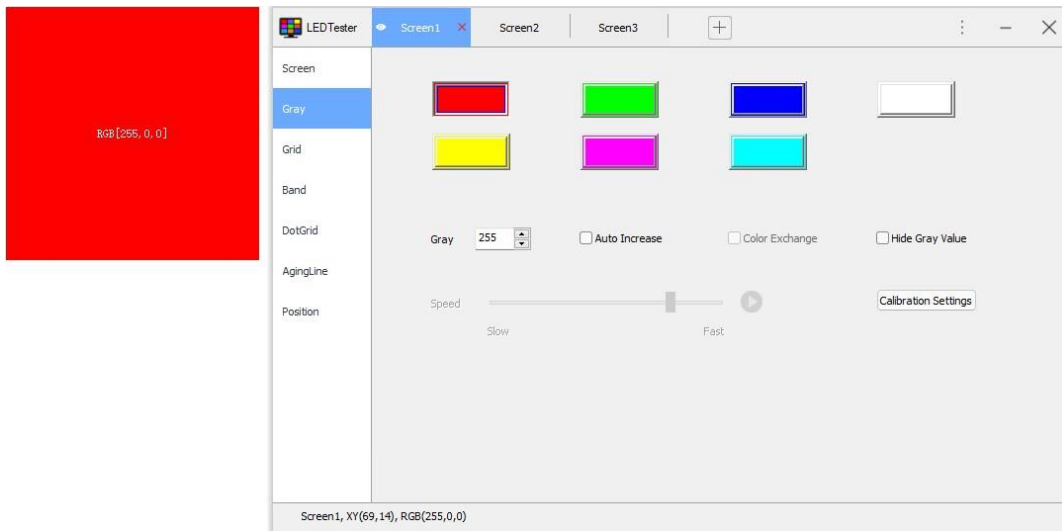 LEDTester Screen1 Screen2 Screen3
Screen
Gray
RGB[255,0,0]
Grid
Band
DotGrid
Gray 255 Auto Increase Color Exchange Hide Gray Value
AgingLine
Speed Calibration Settings
Position
Slow Fast
Screen1, XY(69,14), RGB(255,0,0)